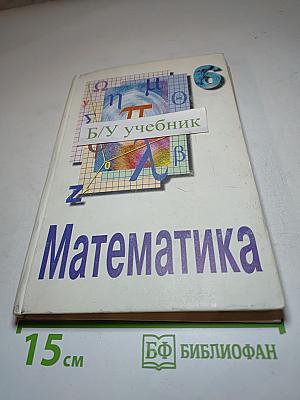 6
Ω η μ
π Θ
Б/У учебник
λ β
Z
Математика
15 см
БФ БИБЛИОФАН